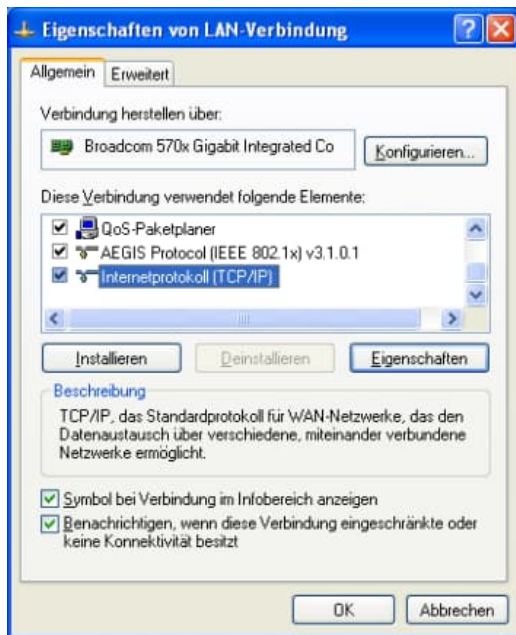 Eigenschaften von LAN-Verbindung
Allgemein
Erweitert
Verbindung herstellen über:
Broadcom 570x Gigabit Integrated Co
Konfigurieren...
Diese Verbindung verwendet folgende Elemente:
QoS-Paketplaner
AEGIS Protocol (IEEE 802.1x) v3.1.0.1
Internetprotokoll (TCP/IP)
Installieren
Deinstallieren
Eigenschaften
Beschreibung
TCP/IP, das Standardprotokoll für WAN-Netzwerke, das den
Datenaustausch über verschiedene, miteinander verbundene
Netzwerke ermöglicht.
Symbol bei Verbindung im Infobereich anzeigen
Benachrichtigen, wenn diese Verbindung eingeschränkte oder
keine Konnektivität besitzt
OK
Abbrechen